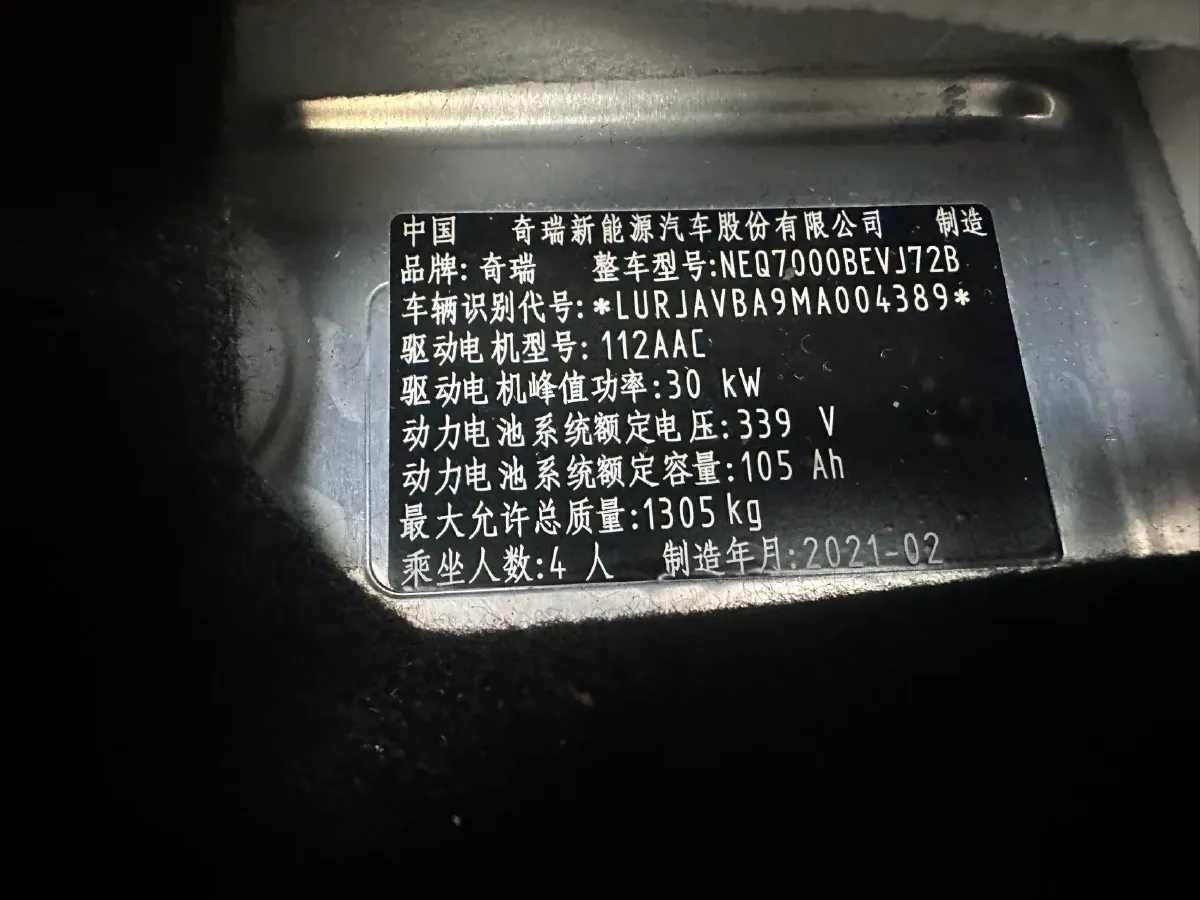 中国 奇瑞新能源汽车股份有限公司 制造
品牌: 奇瑞 整车型号:NEQ7000BEVJ72B
车辆识别代号:*LURJAVBA9MA004389*
驱动电机型号: 112AAC
驱动电机峰值功率:30 kW
动力电池系统额定电压:339 V
动力电池系统额定容量:105 Ah
最大允许总质量:1305kg
乘坐人数:4 人 制造年月:2021-02